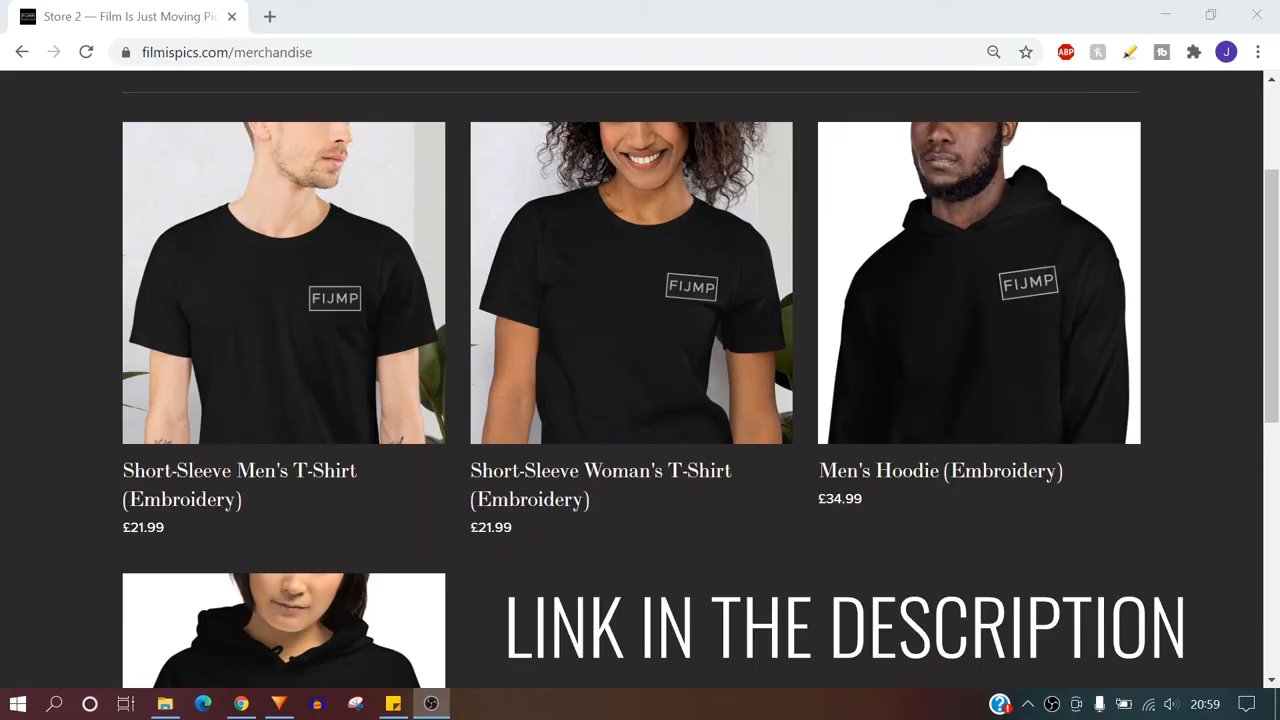 Store 2 — Film Is Just Moving Pic
filmispics.com/merchandise
ABP
J
FIJMP
FIJMP
FIJMP
Short-Sleeve Men's T-Shirt
(Embroidery)
£21.99
Short-Sleeve Woman's T-Shirt
(Embroidery)
£21.99
Men's Hoodie (Embroidery)
£34.99
LINK IN THE DESCRIPTION
20:59